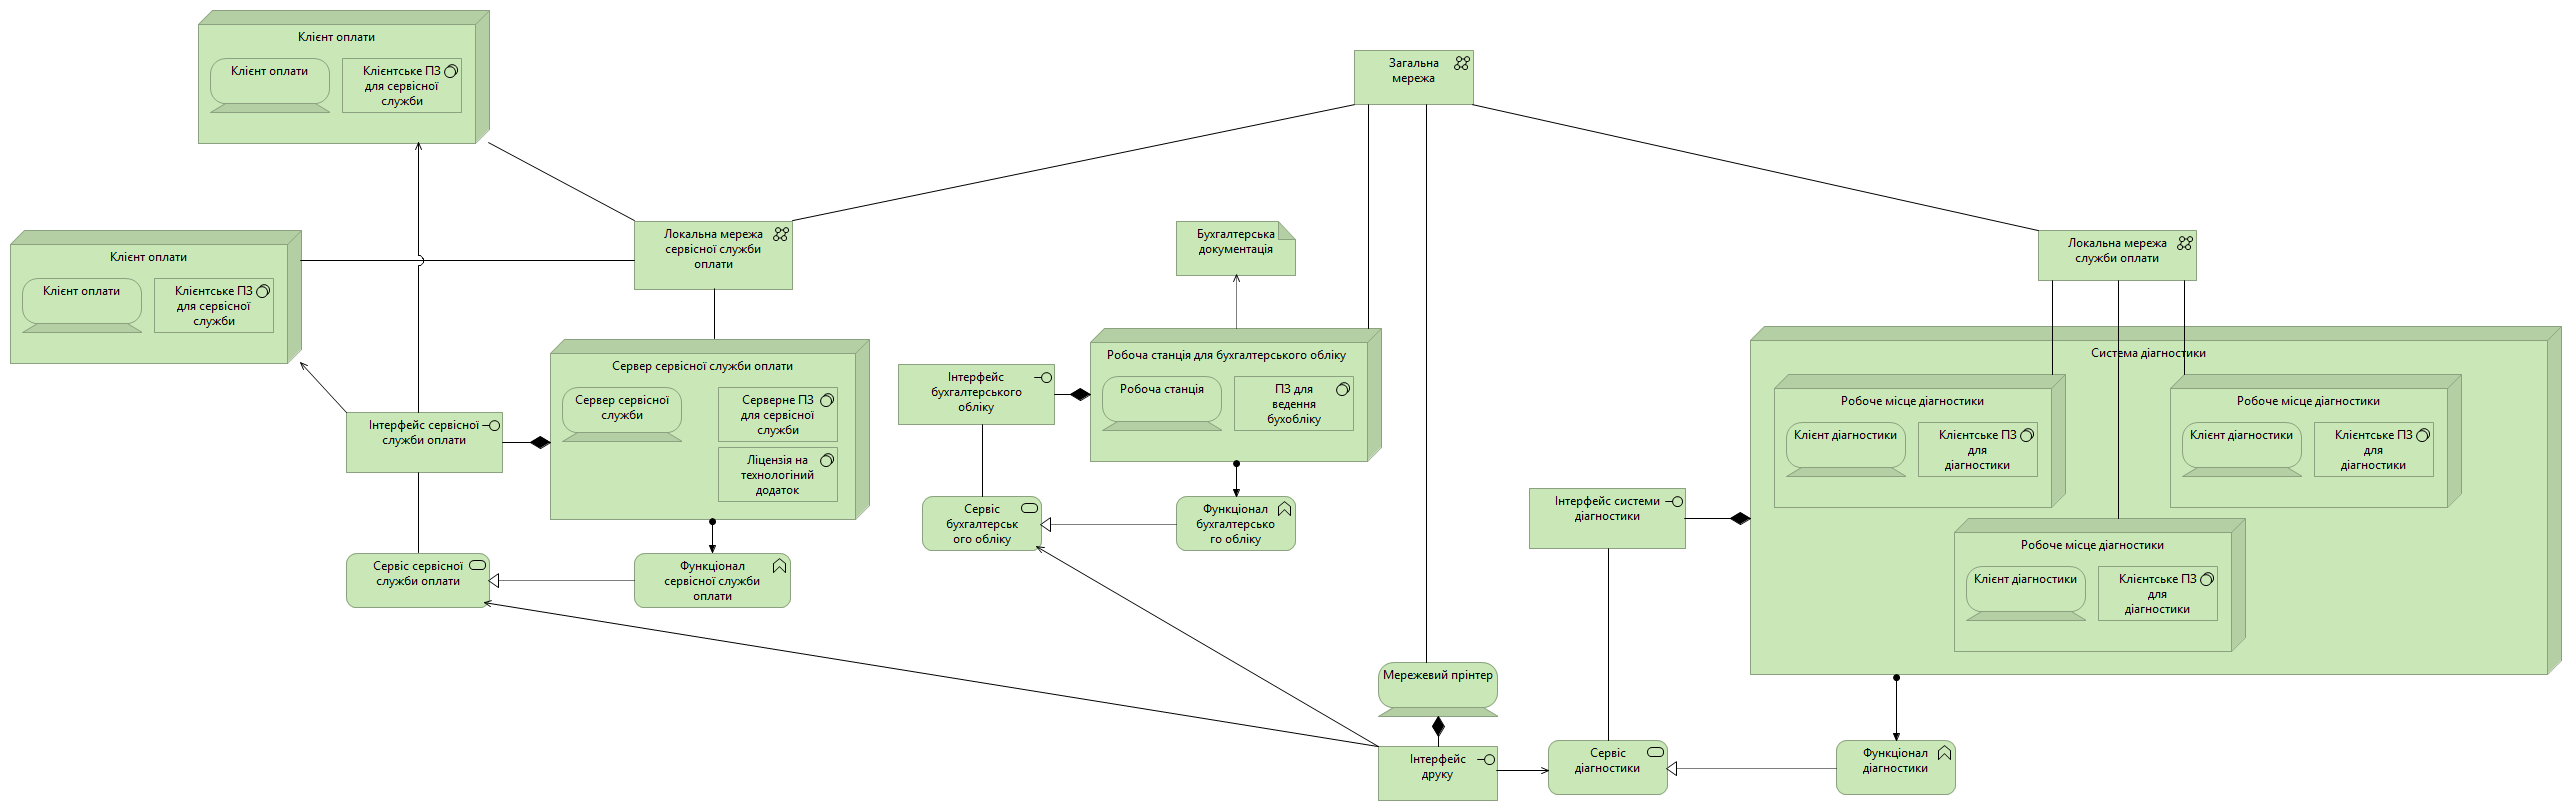 Клієнт оплати
Клієнт оплати
Клієнтське ПЗ
для сервісної
служби
Загальна
мережа
Клієнт оплати
Клієнт оплати
Клієнтське ПЗ
для сервісної
служби
Локальна мережа
сервісної служби
оплати
Бухгалтерська
документація
Локальна мережа
служби оплати
Сервер сервісної служби оплати
Сервер сервісної
служби
Серверне ПЗ
для сервісної
служби
Ліцензія на
технологіний
додаток
Інтерфейс сервісної
служби оплати
Сервіс сервісної
служби оплати
Функціонал
сервісної служби
оплати
Інтерфейс
бухгалтерського
обліку
Робоча станція для бухгалтерського обліку
Робоча станція
ПЗ для
ведення
бухобліку
Сервіс
бухгалтерськ
ого обліку
Функціонал
бухгалтерсько
го обліку
Система діагностики
Робоче місце діагностики
Клієнт діагностики
Клієнтське ПЗ
для
діагностики
Робоче місце діагностики
Клієнт діагностики
Клієнтське ПЗ
для
діагностики
Інтерфейс системи
діагностики
Робоче місце діагностики
Клієнт діагностики
Клієнтське ПЗ
для
діагностики
Мережевий прінтер
Інтерфейс
друку
Сервіс
діагностики
Функціонал
діагностики